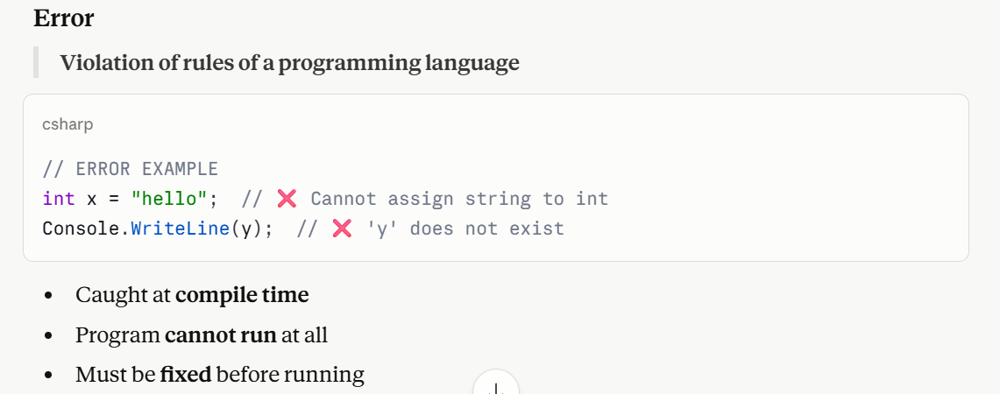 Error
Violation of rules of a programming language
csharp
// ERROR EXAMPLE
int x = "hello";  // ❌ Cannot assign string to int
Console.WriteLine(y);  // ❌ 'y' does not exist
• Caught at compile time
• Program cannot run at all
• Must be fixed before running